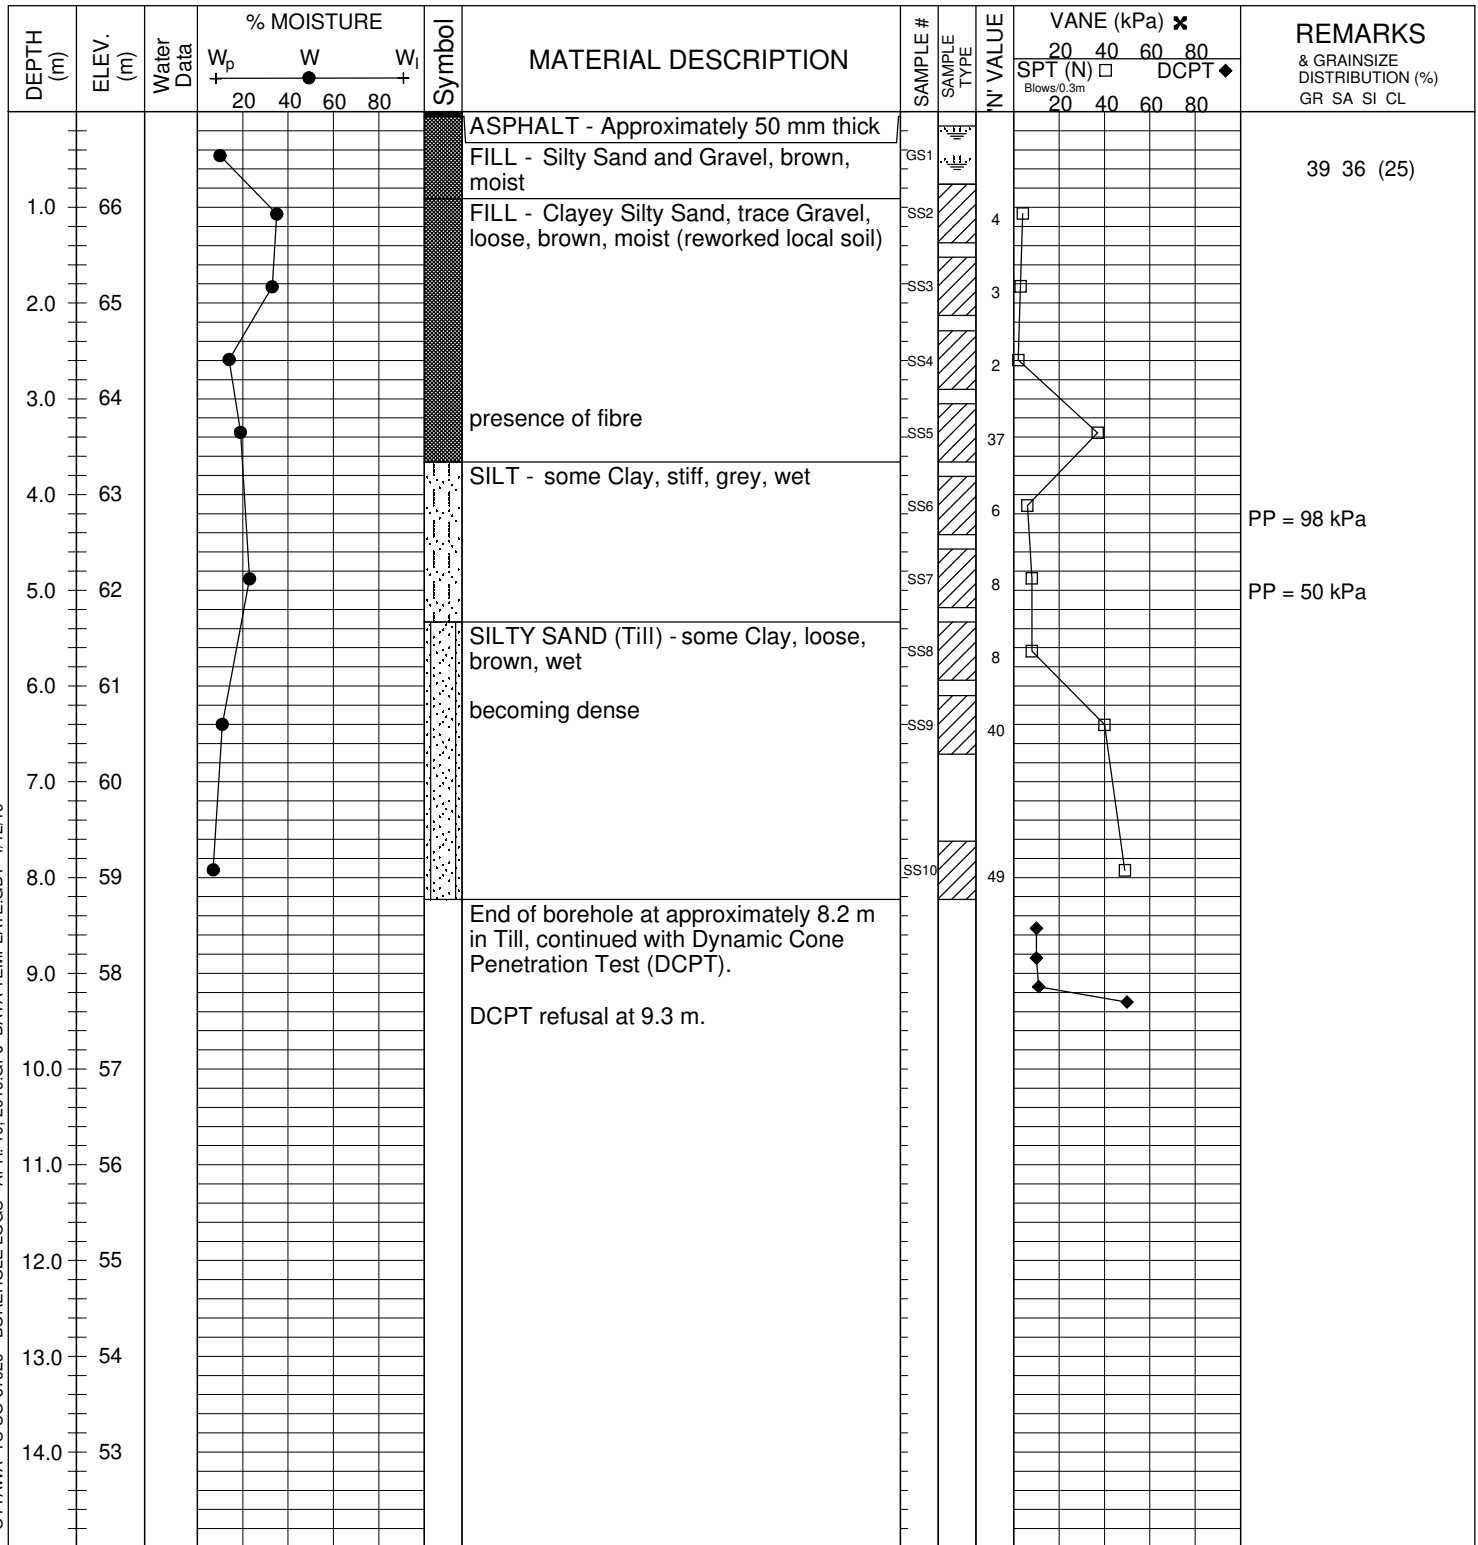 DEPTH (m)
ELEV. (m)
Water Data
% MOISTURE
Wp W Wl
20 40 60 80
Symbol
MATERIAL DESCRIPTION
SAMPLE #
SAMPLE TYPE
'N' VALUE
VANE (kPa)
20 40 60 80
SPT (N) DCPT
Blows/0.3m
20 40 60 80
REMARKS
& GRAINSIZE
DISTRIBUTION (%)
GR SA SI CL
ASPHALT - Approximately 50 mm thick
FILL - Silty Sand and Gravel, brown,
moist
GS1
39 36 (25)
1.0 66
FILL - Clayey Silty Sand, trace Gravel,
loose, brown, moist (reworked local soil)
SS2 4
2.0 65
SS3 3
SS4 2
3.0 64
presence of fibre
SS5 37
SILT - some Clay, stiff, grey, wet
4.0 63
SS6 6
PP = 98 kPa
SS7 8
5.0 62
PP = 50 kPa
SILTY SAND (Till) - some Clay, loose,
brown, wet
SS8 8
6.0 61
becoming dense
SS9 40
7.0 60
8.0 59
SS10 49
End of borehole at approximately 8.2 m
in Till, continued with Dynamic Cone
Penetration Test (DCPT).
9.0 58
DCPT refusal at 9.3 m.
10.0 57
11.0 56
12.0 55
13.0 54
14.0 53